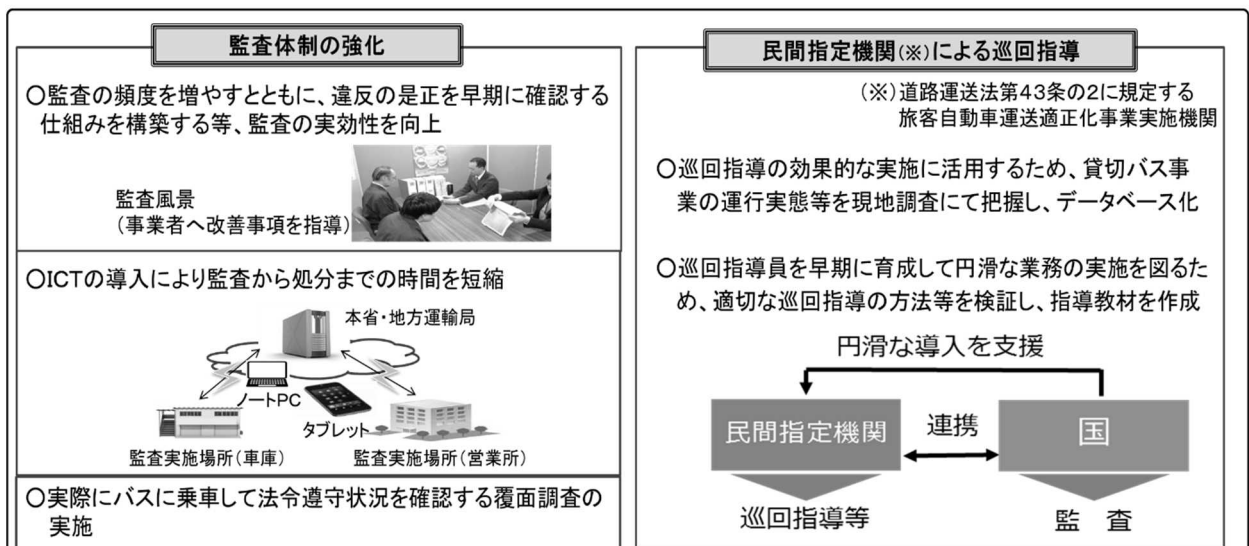 監査体制の強化
○監査の頻度を増やすとともに、違反の是正を早期に確認する
仕組みを構築する等、監査の実効性を向上
監査風景
(事業者へ改善事項を指導)
○ICTの導入により監査から処分までの時間を短縮
本省・地方運輸局
ノートPC
タブレット
監査実施場所(車庫)
監査実施場所(営業所)
○実際にバスに乗車して法令遵守状況を確認する覆面調査の
実施
民間指定機関(※)による巡回指導
(※)道路運送法第43条の2に規定する
旅客自動車運送適正化事業実施機関
○巡回指導の効果的な実施に活用するため、貸切バス事
業の運行実態等を現地調査にて把握し、データベース化
○巡回指導員を早期に育成して円滑な業務の実施を図るた
め、適切な巡回指導の方法等を検証し、指導教材を作成
円滑な導入を支援
民間指定機関
連携
国
巡回指導等
監 査